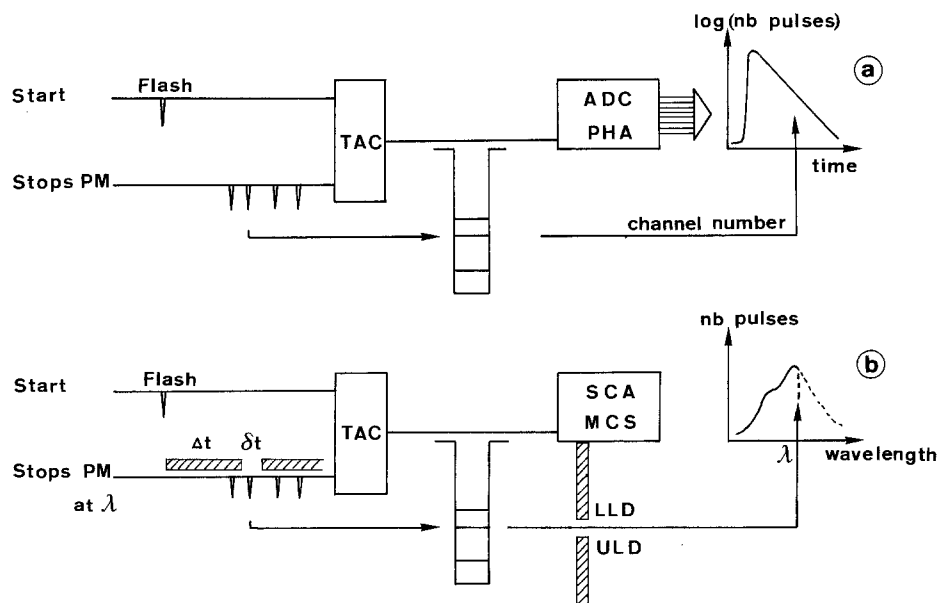 log (nb pulses)
a
Flash
Start
ADC
PHA
TAC
time
Stops PM
channel number
nb pulses
b
Start
Flash
SCA
MCS
TAC
Δt δt
λ wavelength
Stops PM
at λ
LLD
ULD